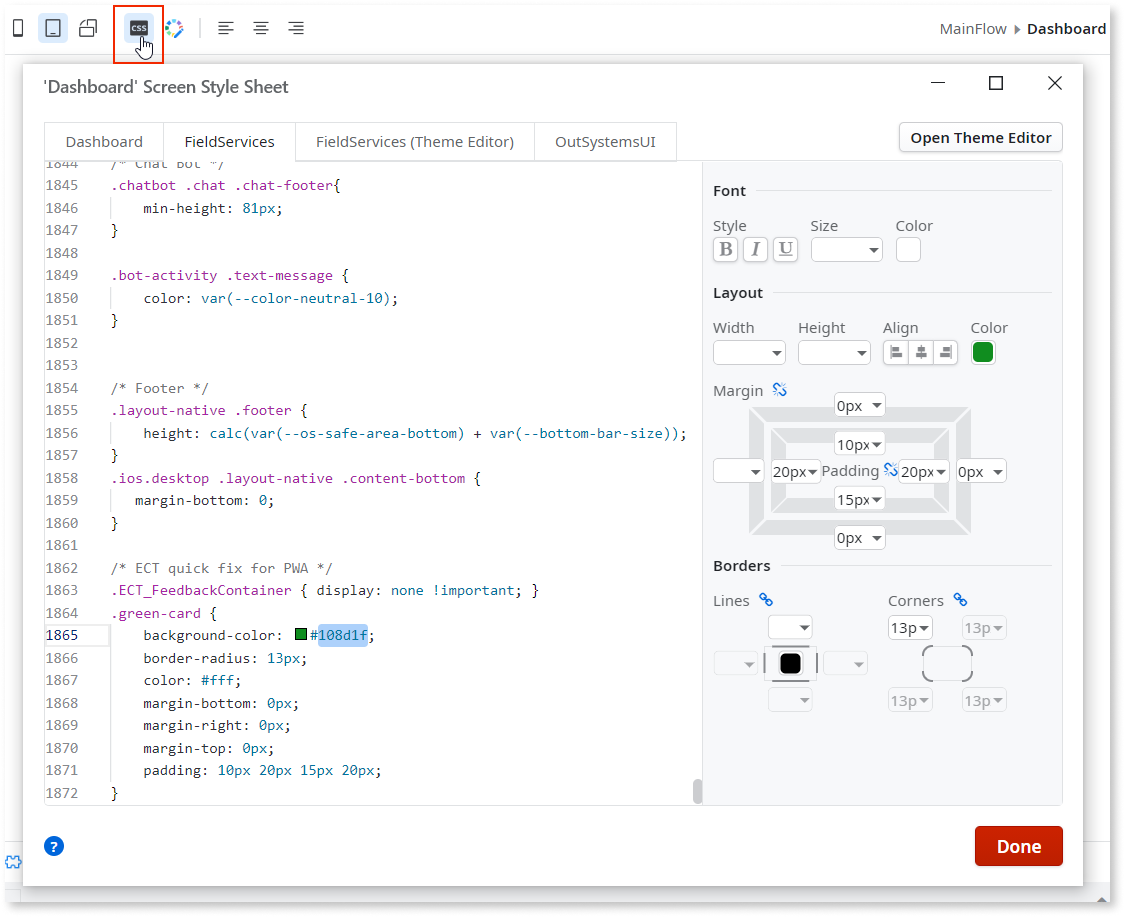 css
MainFlow Dashboard
'Dashboard' Screen Style Sheet
Dashboard FieldServices FieldServices (Theme Editor) OutSystemsUI
Open Theme Editor
1844 /* Chat Bot */
1845 .chatbot .chat .chat-footer{
1846 min-height: 81px;
1847 }
1848
1849 .bot-activity .text-message {
1850 color: var(--color-neutral-10);
1851 }
1852
1853
1854 /* Footer */
1855 .layout-native .footer {
1856 height: calc(var(--os-safe-area-bottom) + var(--bottom-bar-size));
1857 }
1858 .ios.desktop .layout-native .content-bottom {
1859 margin-bottom: 0;
1860 }
1861
1862 /* ECT quick fix for PWA */
1863 .ECT_FeedbackContainer { display: none !important; }
1864 .green-card {
1865 background-color: #108d1f;
1866 border-radius: 13px;
1867 color: #fff;
1868 margin-bottom: 0px;
1869 margin-right: 0px;
1870 margin-top: 0px;
1871 padding: 10px 20px 15px 20px;
1872 }
Font
Style Size Color
B I U
Layout
Width Height Align Color
Margin
0px
10px
20px Padding 20px 0px
15px
0px
Borders
Lines Corners
13p 13p
13p 13p
?
Done